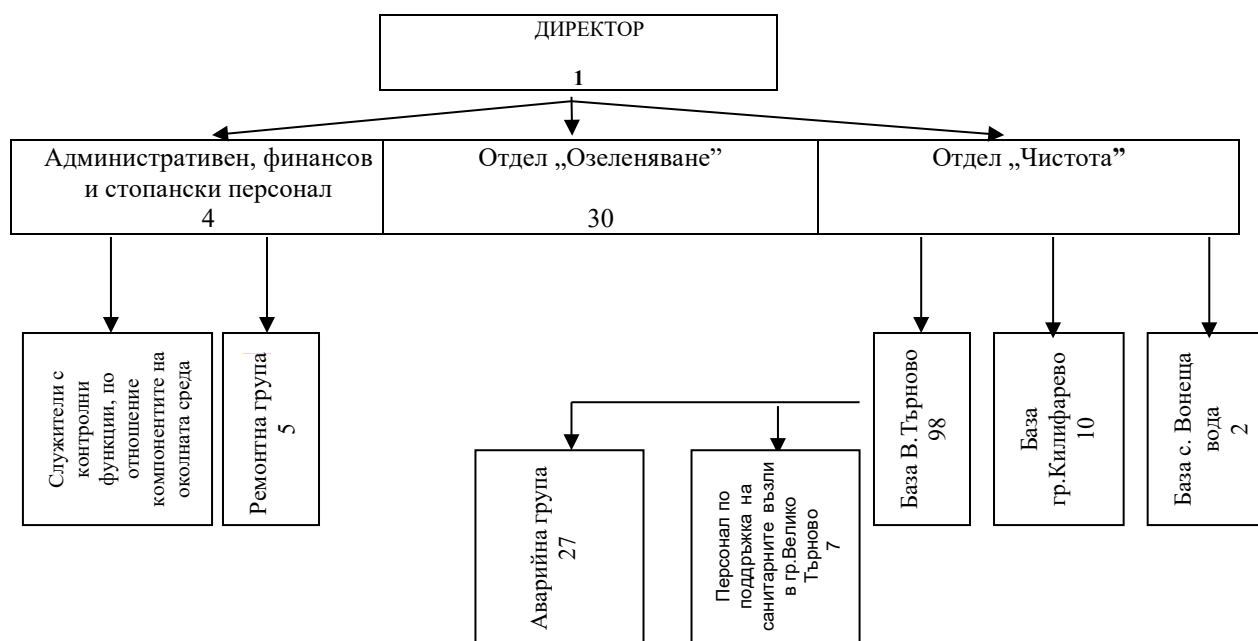 ДИРЕКТОР
1
Административен, финансов
и стопански персонал
4
Отдел „Озеленяване”
30
Отдел „Чистота”
Служители с
контролни
функции, по
отношение
компонентите на
околната среда
Ремонтна група
5
Аварийна група
27
Персонал по
поддръжка на
санитарните възли
в гр.Велико
Търново
7
База В.Търново
98
База
гр.Килифарево
10
База с. Вонеща
вода
2